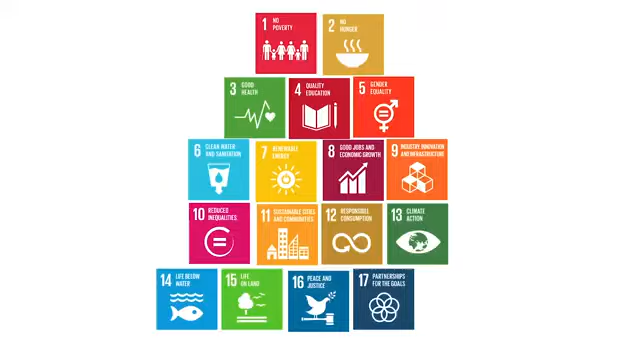 1 NO
POVERTY
2 NO
HUNGER
3 GOOD
HEALTH
4 QUALITY
EDUCATION
5 GENDER
EQUALITY
6 CLEAN WATER
AND SANITATION
7 RENEWABLE
ENERGY
8 GOOD JOBS AND
ECONOMIC GROWTH
9 INDUSTRY, INNOVATION
AND INFRASTRUCTURE
10 REDUCED
INEQUALITIES
11 SUSTAINABLE CITIES
AND COMMUNITIES
12 RESPONSIBLE
CONSUMPTION
13 CLIMATE
ACTION
14 LIFE BELOW
WATER
15 LIFE
ON LAND
16 PEACE AND
JUSTICE
17 PARTNERSHIPS
FOR THE GOALS